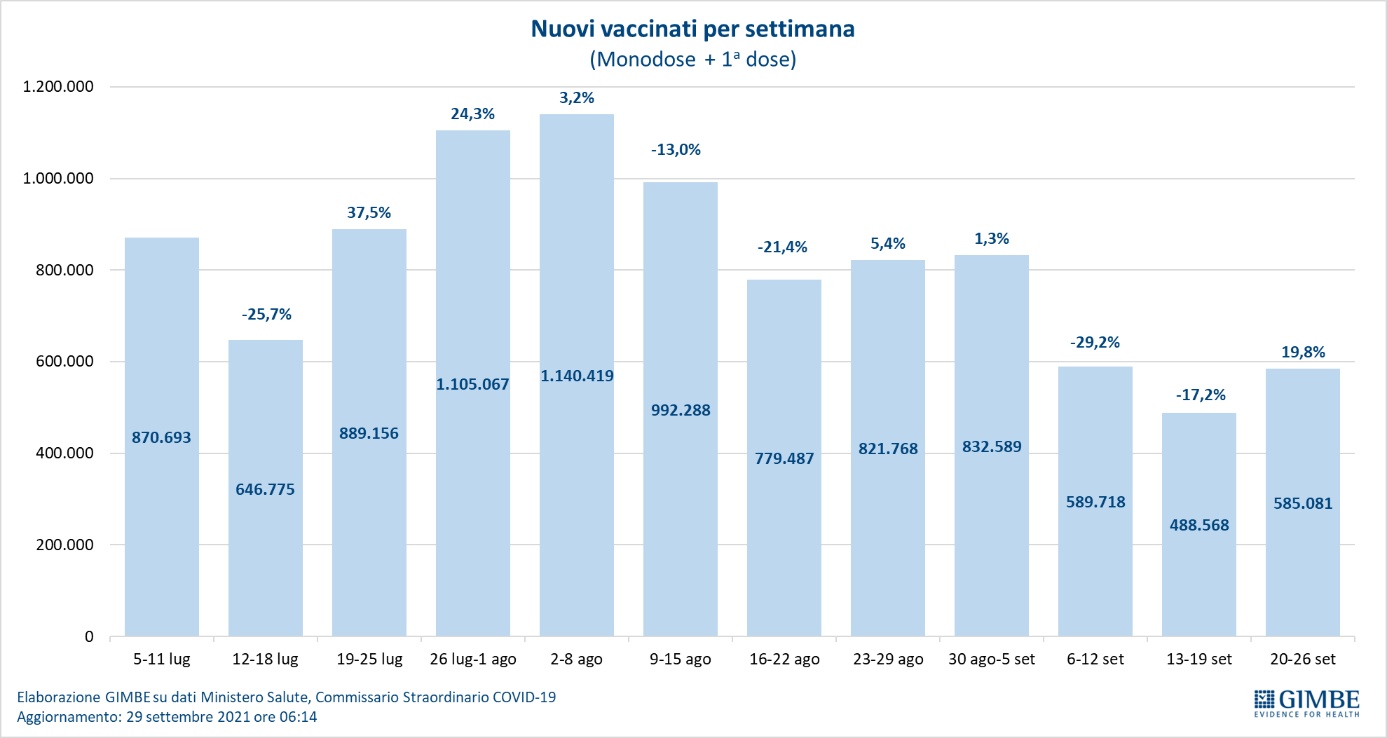 Nuovi vaccinati per settimana
(Monodose + 1ª dose)
1.200.000
1.000.000
800.000
600.000
400.000
200.000
0
-25,7%
37,5%
24,3%
3,2%
-13,0%
-21,4%
5,4%
1,3%
-29,2%
-17,2%
19,8%
870.693
646.775
889.156
1.105.067
1.140.419
992.288
779.487
821.768
832.589
589.718
488.568
585.081
5-11 lug
12-18 lug
19-25 lug
26 lug-1 ago
2-8 ago
9-15 ago
16-22 ago
23-29 ago
30 ago-5 set
6-12 set
13-19 set
20-26 set
Elaborazione GIMBE su dati Ministero Salute, Commissario Straordinario COVID-19
Aggiornamento: 29 settembre 2021 ore 06:14
GIMBE
EVIDENCE FOR HEALTH